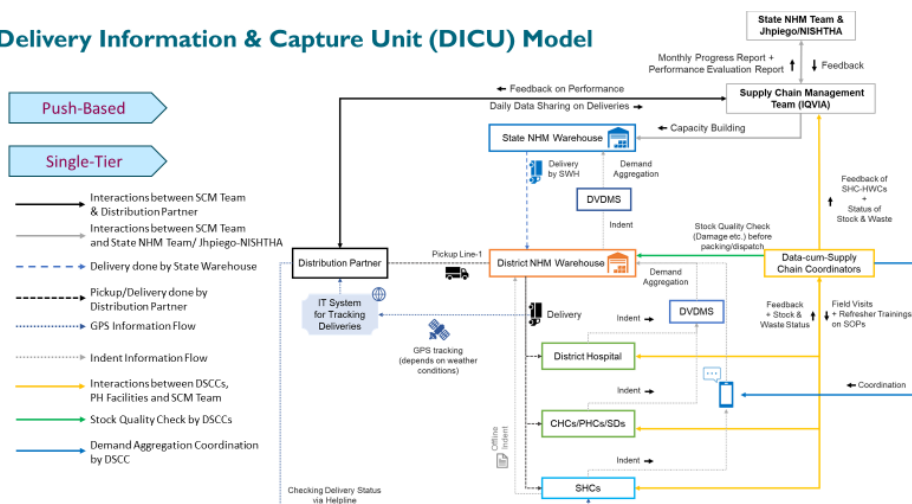 Delivery Information & Capture Unit (DICU) Model
State NHM Team &
Jhpiego/NISHTHA
Monthly Progress Report +
Performance Evaluation Report
Feedback
Push-Based
Feedback on Performance
Daily Data Sharing on Deliveries
Supply Chain Management
Team (IQVIA)
Capacity Building
State NHM Warehouse
Single-Tier
Delivery
by SWH
Demand
Aggregation
Feedback of
SHC-HWCs
+
Status of
Stock & Waste
DVDMS
Indent
Interactions between SCM Team
& Distribution Partner
Interactions between SCM Team
and State NHM Team/ Jhpiego-NISHTHA
Delivery done by State Warehouse
Pickup/Delivery done by
Distribution Partner
GPS Information Flow
Indent Information Flow
Interactions between DSCCs,
PH Facilities and SCM Team
Stock Quality Check by DSCCs
Demand Aggregation Coordination
by DSCC
Stock Quality Check
(Damage etc.) before
packing/dispatch
Distribution Partner
Pickup Line-1
District NHM Warehouse
Data-cum-Supply
Chain Coordinators
Demand
Aggregation
IT System
for Tracking
Deliveries
Delivery
Indent
DVDMS
Feedback
+ Stock &
Waste Status
Field Visits
+ Refresher Trainings
on SOPs
GPS tracking
(depends on weather
conditions)
District Hospital
Indent
Coordination
CHCs/PHCs/SDs
Offline
Indent
Indent
SHCs
Checking Delivery Status
via Helpline